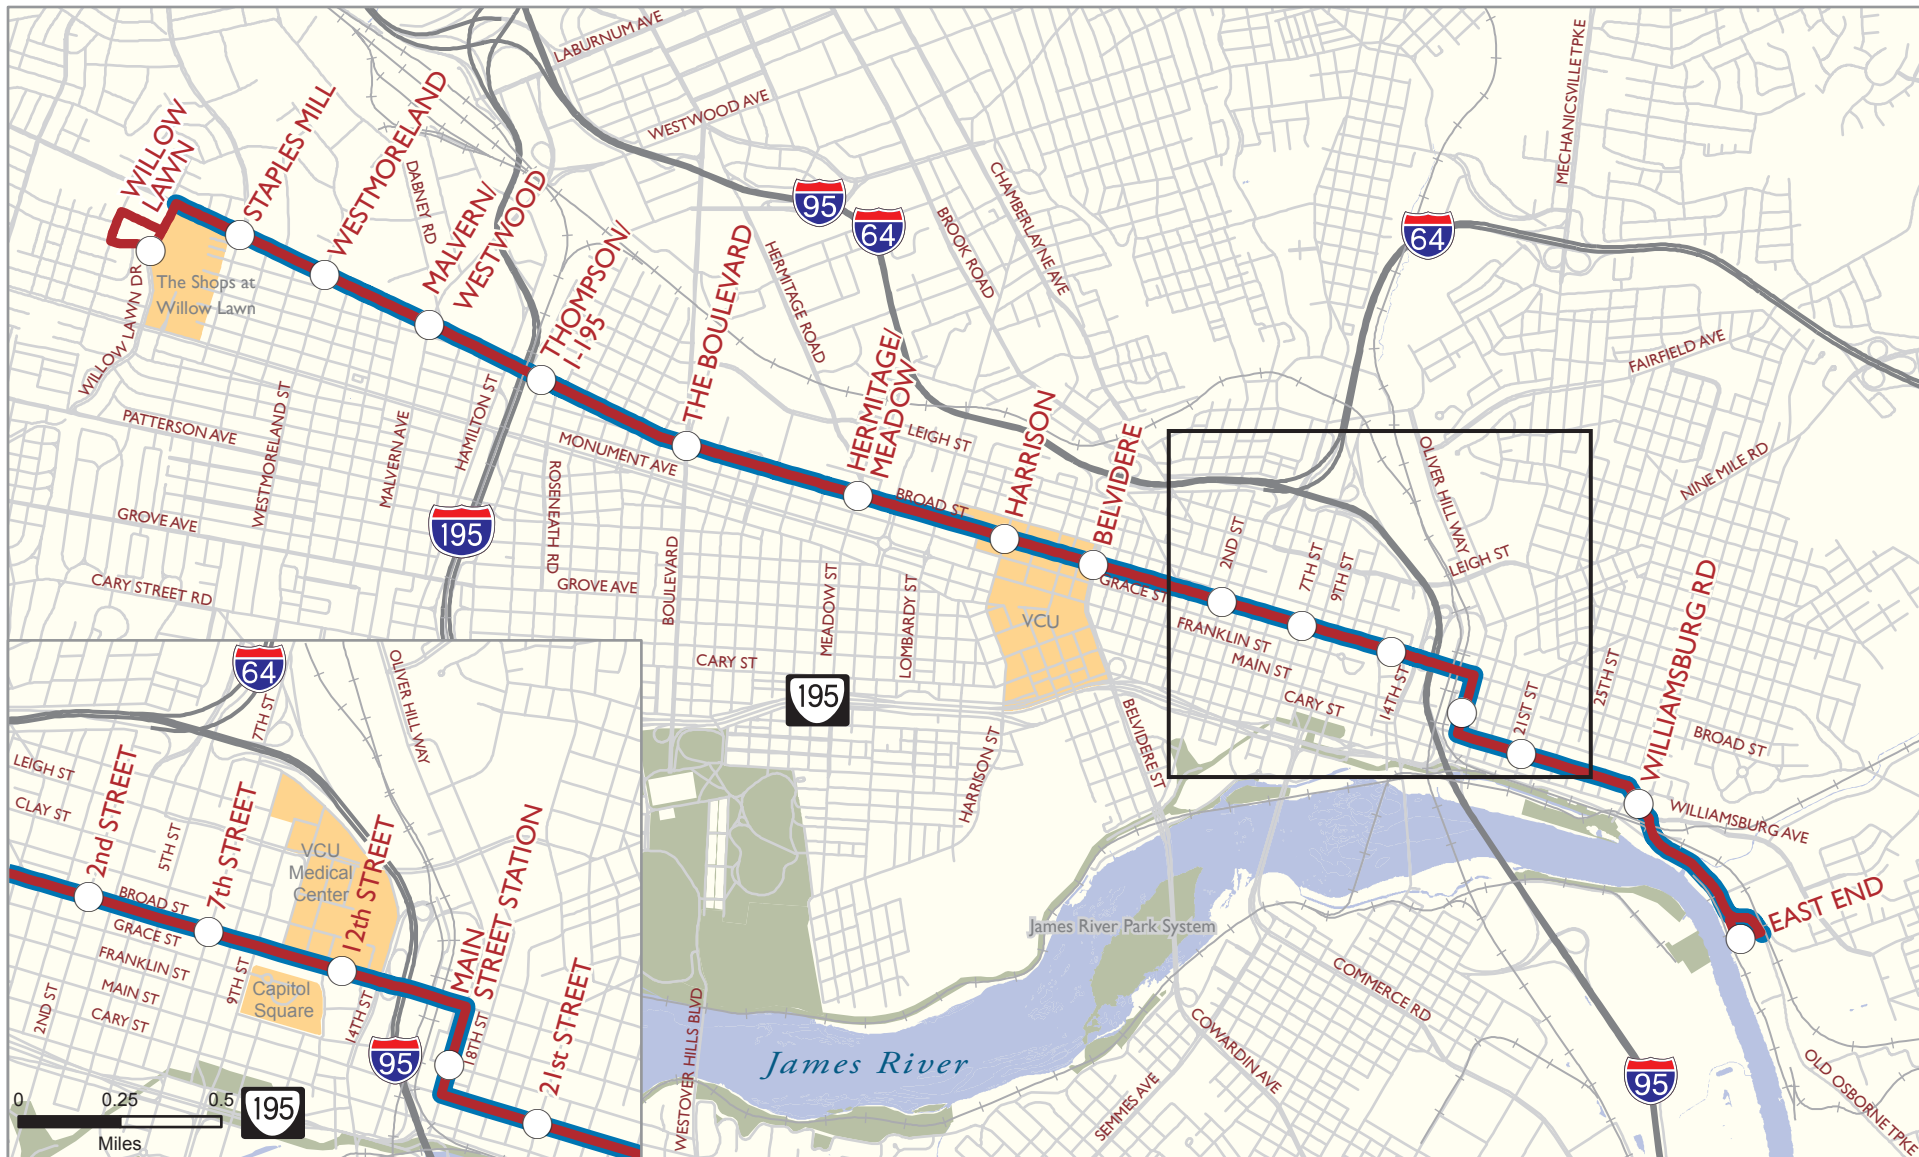 LABURNUM AVE
WESTWOOD AVE
MECHANICSVILLE TPKE
WILLOW
LAWN
STAPLES MILL
WESTMORELAND
DABNEY RD
MALVERN/
WESTWOOD
THOMPSON/
I-195
THE BOULEVARD
HERMITAGE ROAD
95
64
BROOK ROAD
CHAMBERLAYNE AVE
64
The Shops at
Willow Lawn
WILLOW LAWN DR
HERMITAGE/
MEADOW
HARRISON
BELVIDERE
FAIRFIELD AVE
PATTERSON AVE
WESTMORELAND ST
MALVERN AVE
HAMILTON ST
MONUMENT AVE
LEIGH ST
OLIVER HILL WAY
NINE MILE RD
GROVE AVE
195
ROSENEATH RD
BROAD ST
2ND ST
7TH ST
9TH ST
LEIGH ST
CARY STREET RD
GROVE AVE
BOULEVARD
MEADOW ST
LOMBARDY ST
GRACE ST
VCU
FRANKLIN ST
MAIN ST
CARY ST
14TH ST
21ST ST
25TH ST
WILLIAMSBURG RD
BROAD ST
CARY ST
195
HARRISON ST
BELVIDERE ST
WILLIAMSBURG AVE
EAST END
James River Park System
COMMERCE RD
COWARDIN AVE
SEMMES AVE
WESTOVER HILLS BLVD
James River
95
OLD OSBORNE TPKE
64
7TH ST
OLIVER HILL WAY
LEIGH ST
CLAY ST
2nd STREET
5TH ST
7th STREET
VCU
Medical
Center
12th STREET
MAIN
STREET STATION
BROAD ST
GRACE ST
FRANKLIN ST
MAIN ST
CARY ST
2ND ST
9TH ST
Capitol
Square
14TH ST
18TH ST
21st STREET
95
195
0 0.25 0.5
Miles